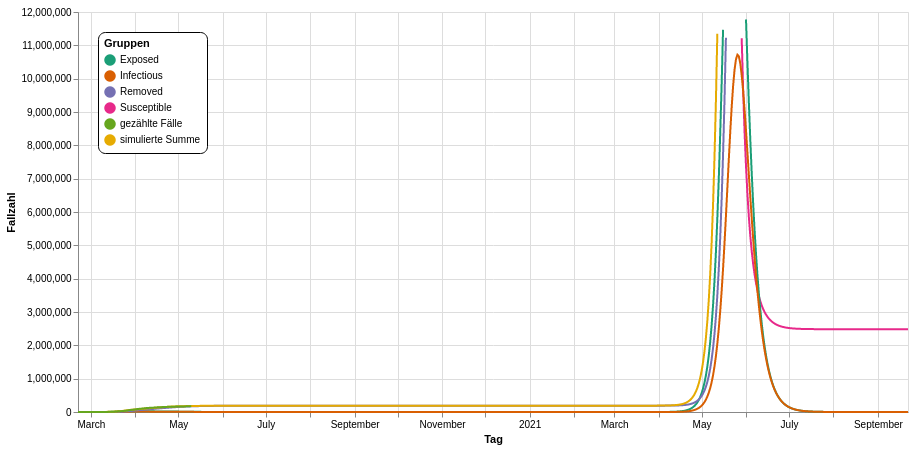 12,000,000
11,000,000
10,000,000
9,000,000
8,000,000
7,000,000
6,000,000
5,000,000
4,000,000
3,000,000
2,000,000
1,000,000
0
Fallzahl
Gruppen
Exposed
Infectious
Removed
Susceptible
gezählte Fälle
simulierte Summe
March May July September November 2021 March May July September
Tag